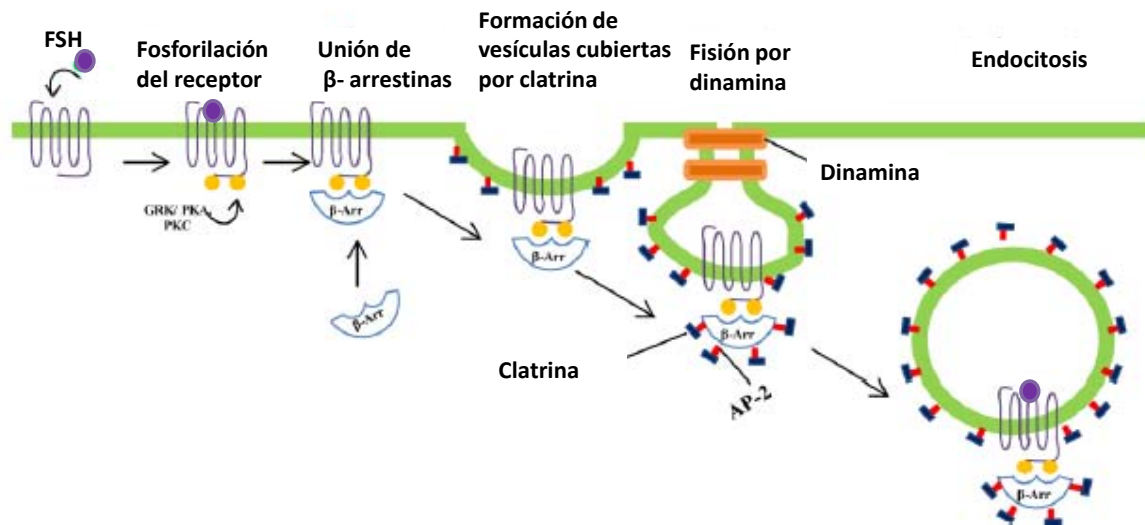 FSH
Fosforilación
del receptor
Unión de
β- arrestinas
Formación de
vesículas cubiertas
por clatrina
Fisión por
dinamina
Endocitosis
Dinamina
GRK/ PKA,
PKC
β-Arr
β-Arr
β-Arr
β-Arr
Clatrina
AP-2
β-Arr